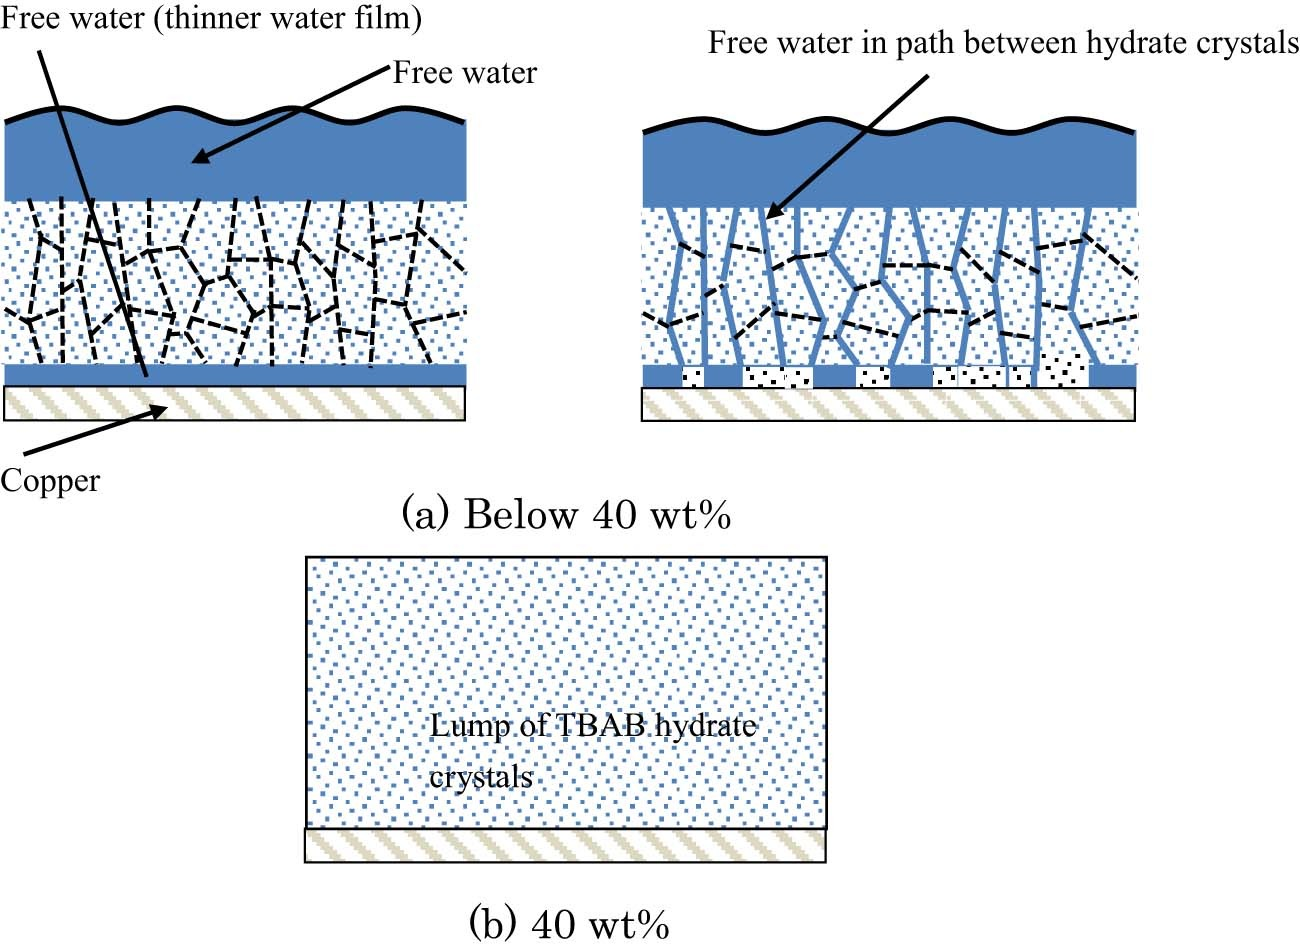 Free water (thinner water film)
Free water
Free water in path between hydrate crystals
Copper
(a) Below 40 wt%
Lump of TBAB hydrate
crystals
(b) 40 wt%